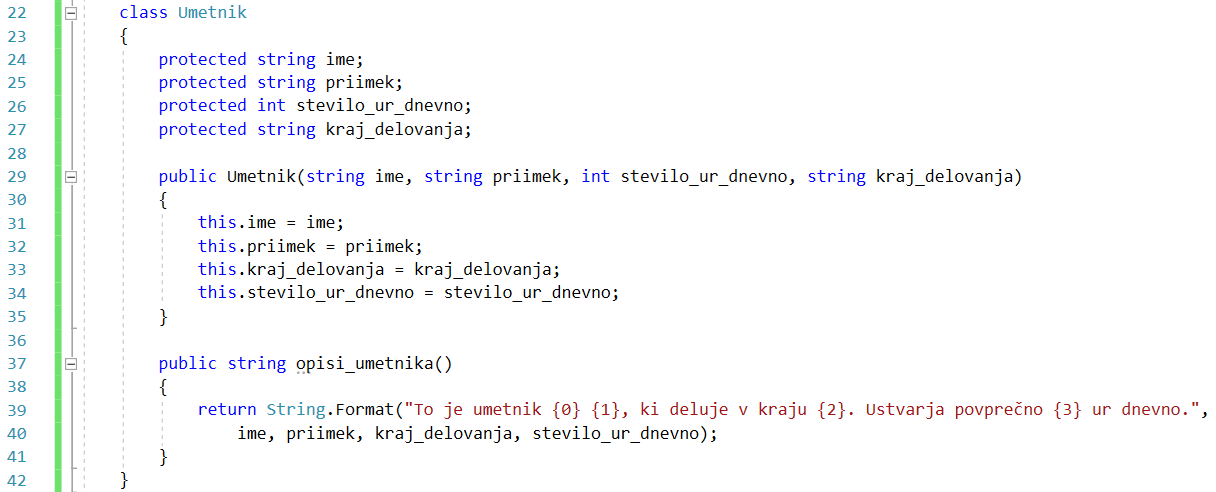 22 class Umetnik
23 {
24 protected string ime;
25 protected string priimek;
26 protected int stevilo_ur_dnevno;
27 protected string kraj_delovanja;
28
29 public Umetnik(string ime, string priimek, int stevilo_ur_dnevno, string kraj_delovanja)
30 {
31 this.ime = ime;
32 this.priimek = priimek;
33 this.kraj_delovanja = kraj_delovanja;
34 this.stevilo_ur_dnevno = stevilo_ur_dnevno;
35 }
36
37 public string opisi_umetnika()
38 {
39 return String.Format("To je umetnik {0} {1}, ki deluje v kraju {2}. Ustvarja povprečno {3} ur dnevno.",
40 ime, priimek, kraj_delovanja, stevilo_ur_dnevno);
41 }
42 }